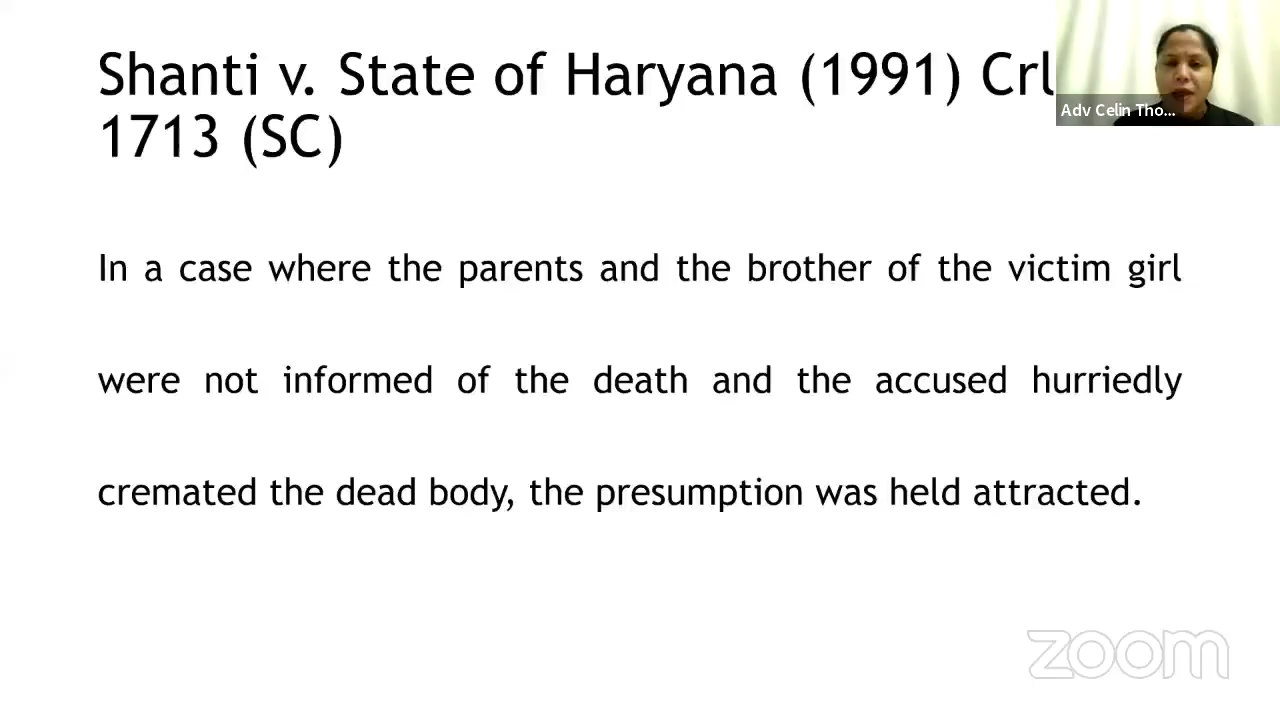 Shanti v. State of Haryana (1991) Crl
1713 (SC)
Adv Celin Tho...
In a case where the parents and the brother of the victim girl
were not informed of the death and the accused hurriedly
cremated the dead body, the presumption was held attracted.
zoom